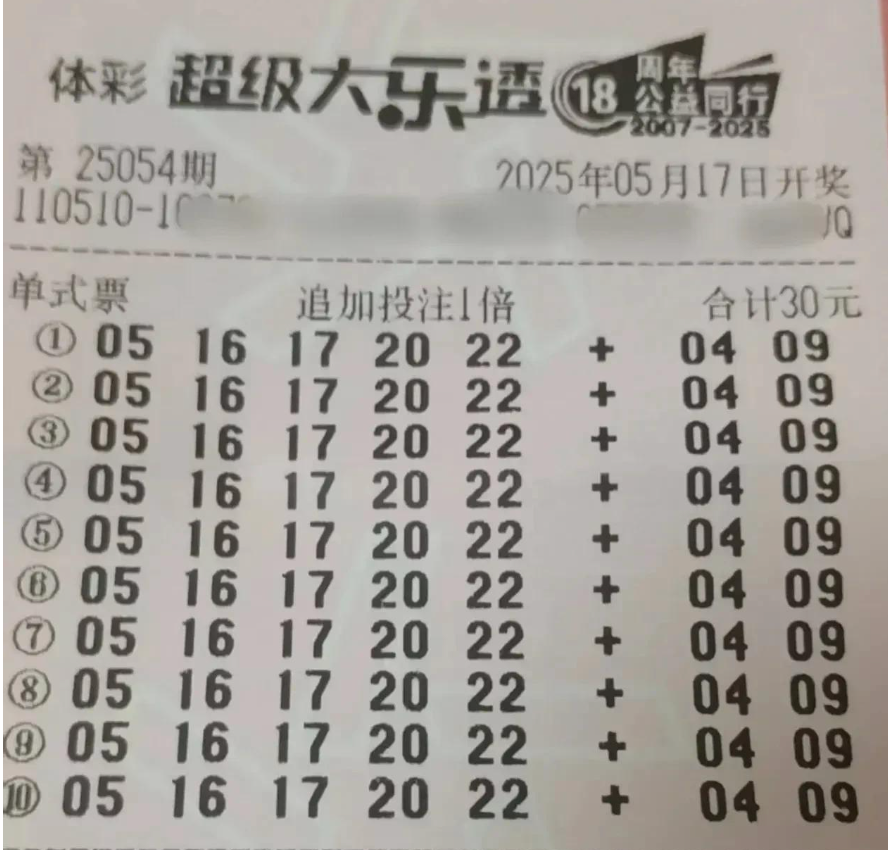 体彩 超级大乐透 18 周年
公益同行
2007-2025
第 25054期 2025年05月17日开奖
110510-1
单式票 追加投注1倍 合计30元
① 05 16 17 20 22 + 04 09
② 05 16 17 20 22 + 04 09
③ 05 16 17 20 22 + 04 09
④ 05 16 17 20 22 + 04 09
⑤ 05 16 17 20 22 + 04 09
⑥ 05 16 17 20 22 + 04 09
⑦ 05 16 17 20 22 + 04 09
⑧ 05 16 17 20 22 + 04 09
⑨ 05 16 17 20 22 + 04 09
⑩ 05 16 17 20 22 + 04 09